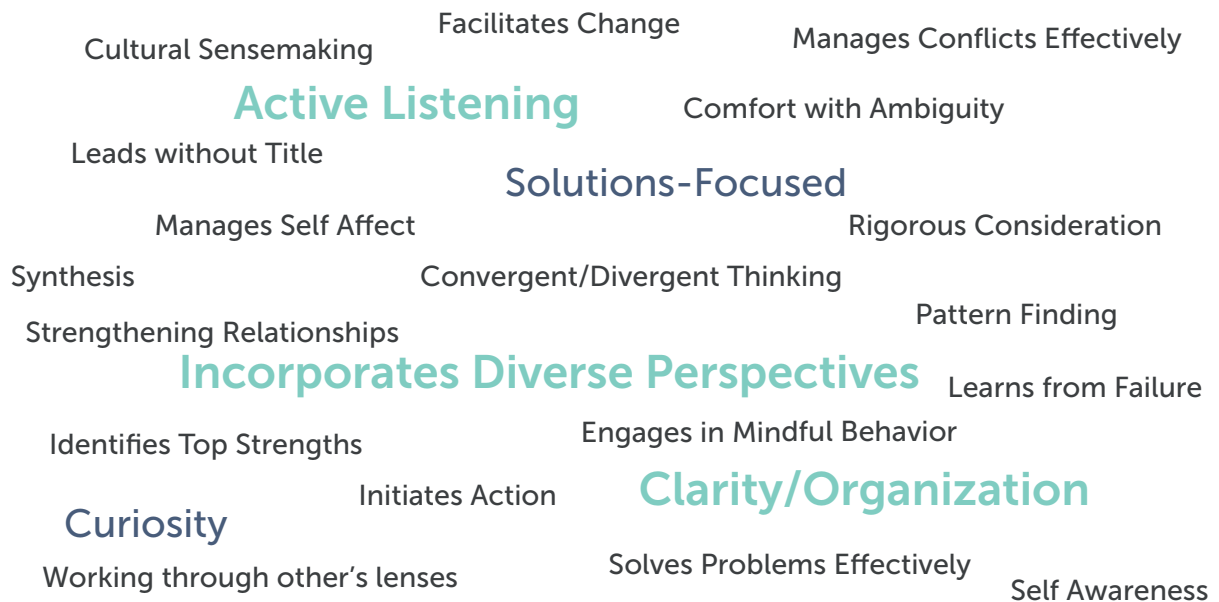 Facilitates Change
Cultural Sensemaking
Manages Conflicts Effectively
Active Listening
Comfort with Ambiguity
Leads without Title
Solutions-Focused
Manages Self Affect
Rigorous Consideration
Synthesis
Convergent/Divergent Thinking
Pattern Finding
Strengthening Relationships
Incorporates Diverse Perspectives
Learns from Failure
Engages in Mindful Behavior
Identifies Top Strengths
Clarity/Organization
Initiates Action
Curiosity
Solves Problems Effectively
Working through other’s lenses
Self Awareness